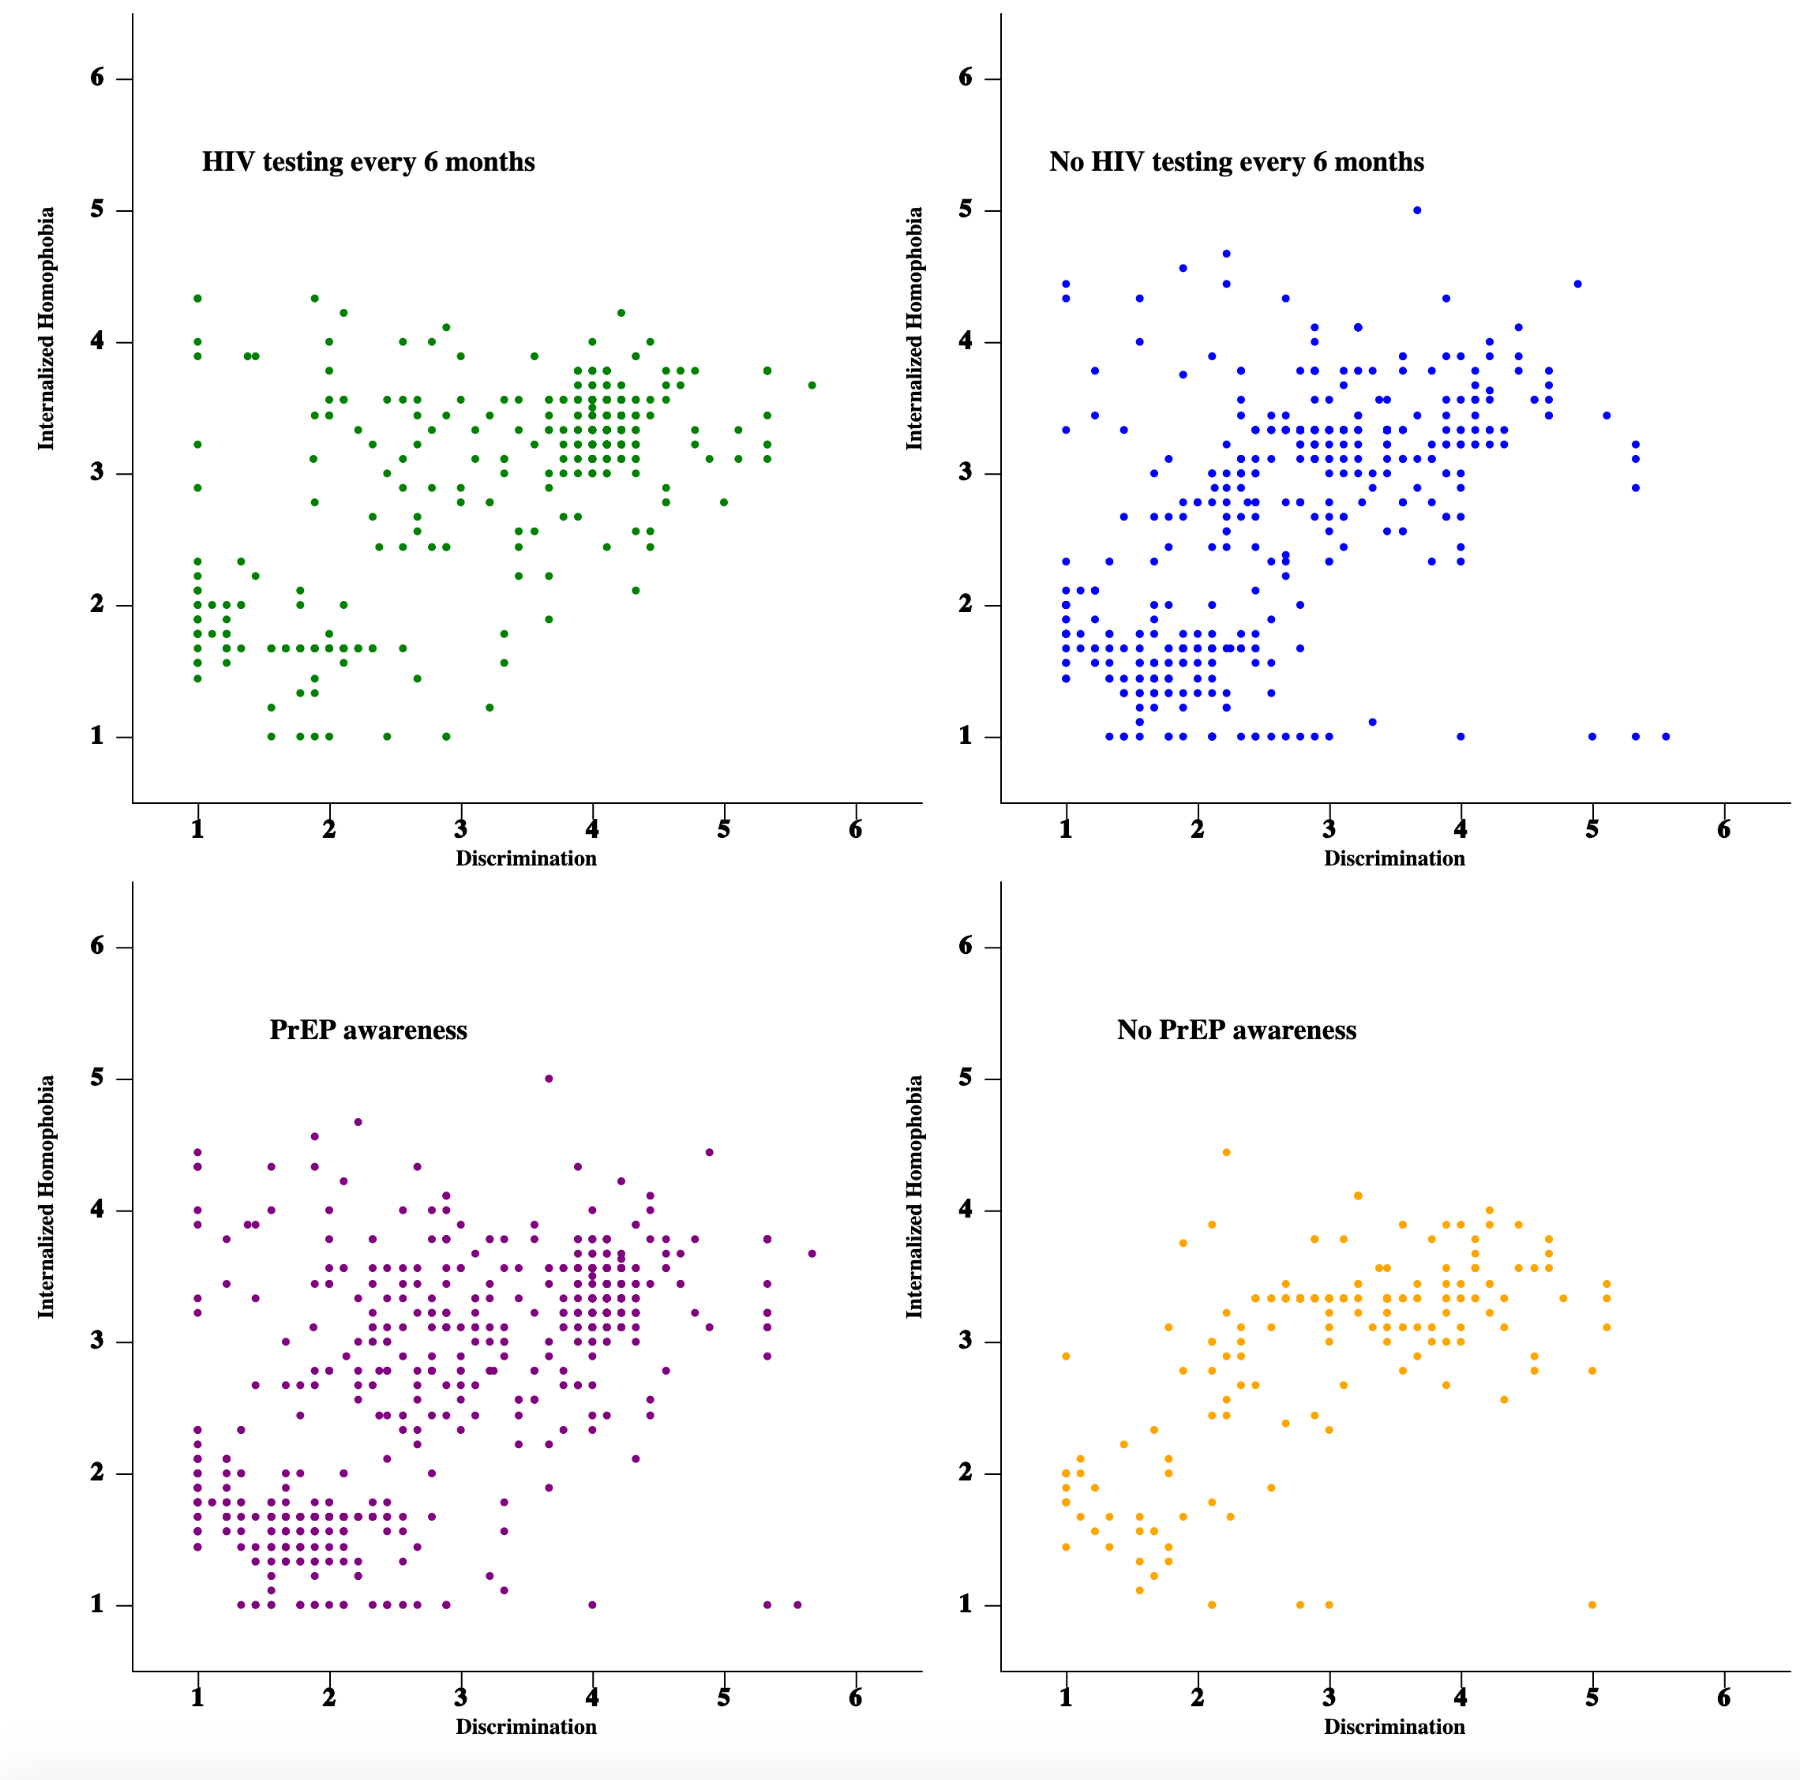 6
HIV testing every 6 months
5
Internalized Homophobia
4
3
2
1
1 2 3 4 5 6
Discrimination
6
No HIV testing every 6 months
5
Internalized Homophobia
4
3
2
1
1 2 3 4 5 6
Discrimination
6
PrEP awareness
5
Internalized Homophobia
4
3
2
1
1 2 3 4 5 6
Discrimination
6
No PrEP awareness
5
Internalized Homophobia
4
3
2
1
1 2 3 4 5 6
Discrimination